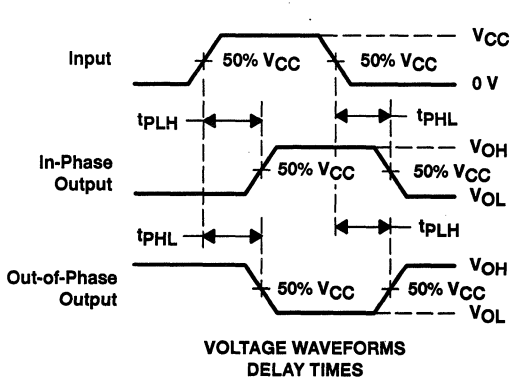 VCC
Input
50% VCC
50% VCC
0 V
tPLH
tPHL
In-Phase
Output
VOH
50% VCC
50% VCC
VOL
tPHL
tPLH
Out-of-Phase
Output
VOH
50% VCC
50% VCC
VOL
VOLTAGE WAVEFORMS
DELAY TIMES